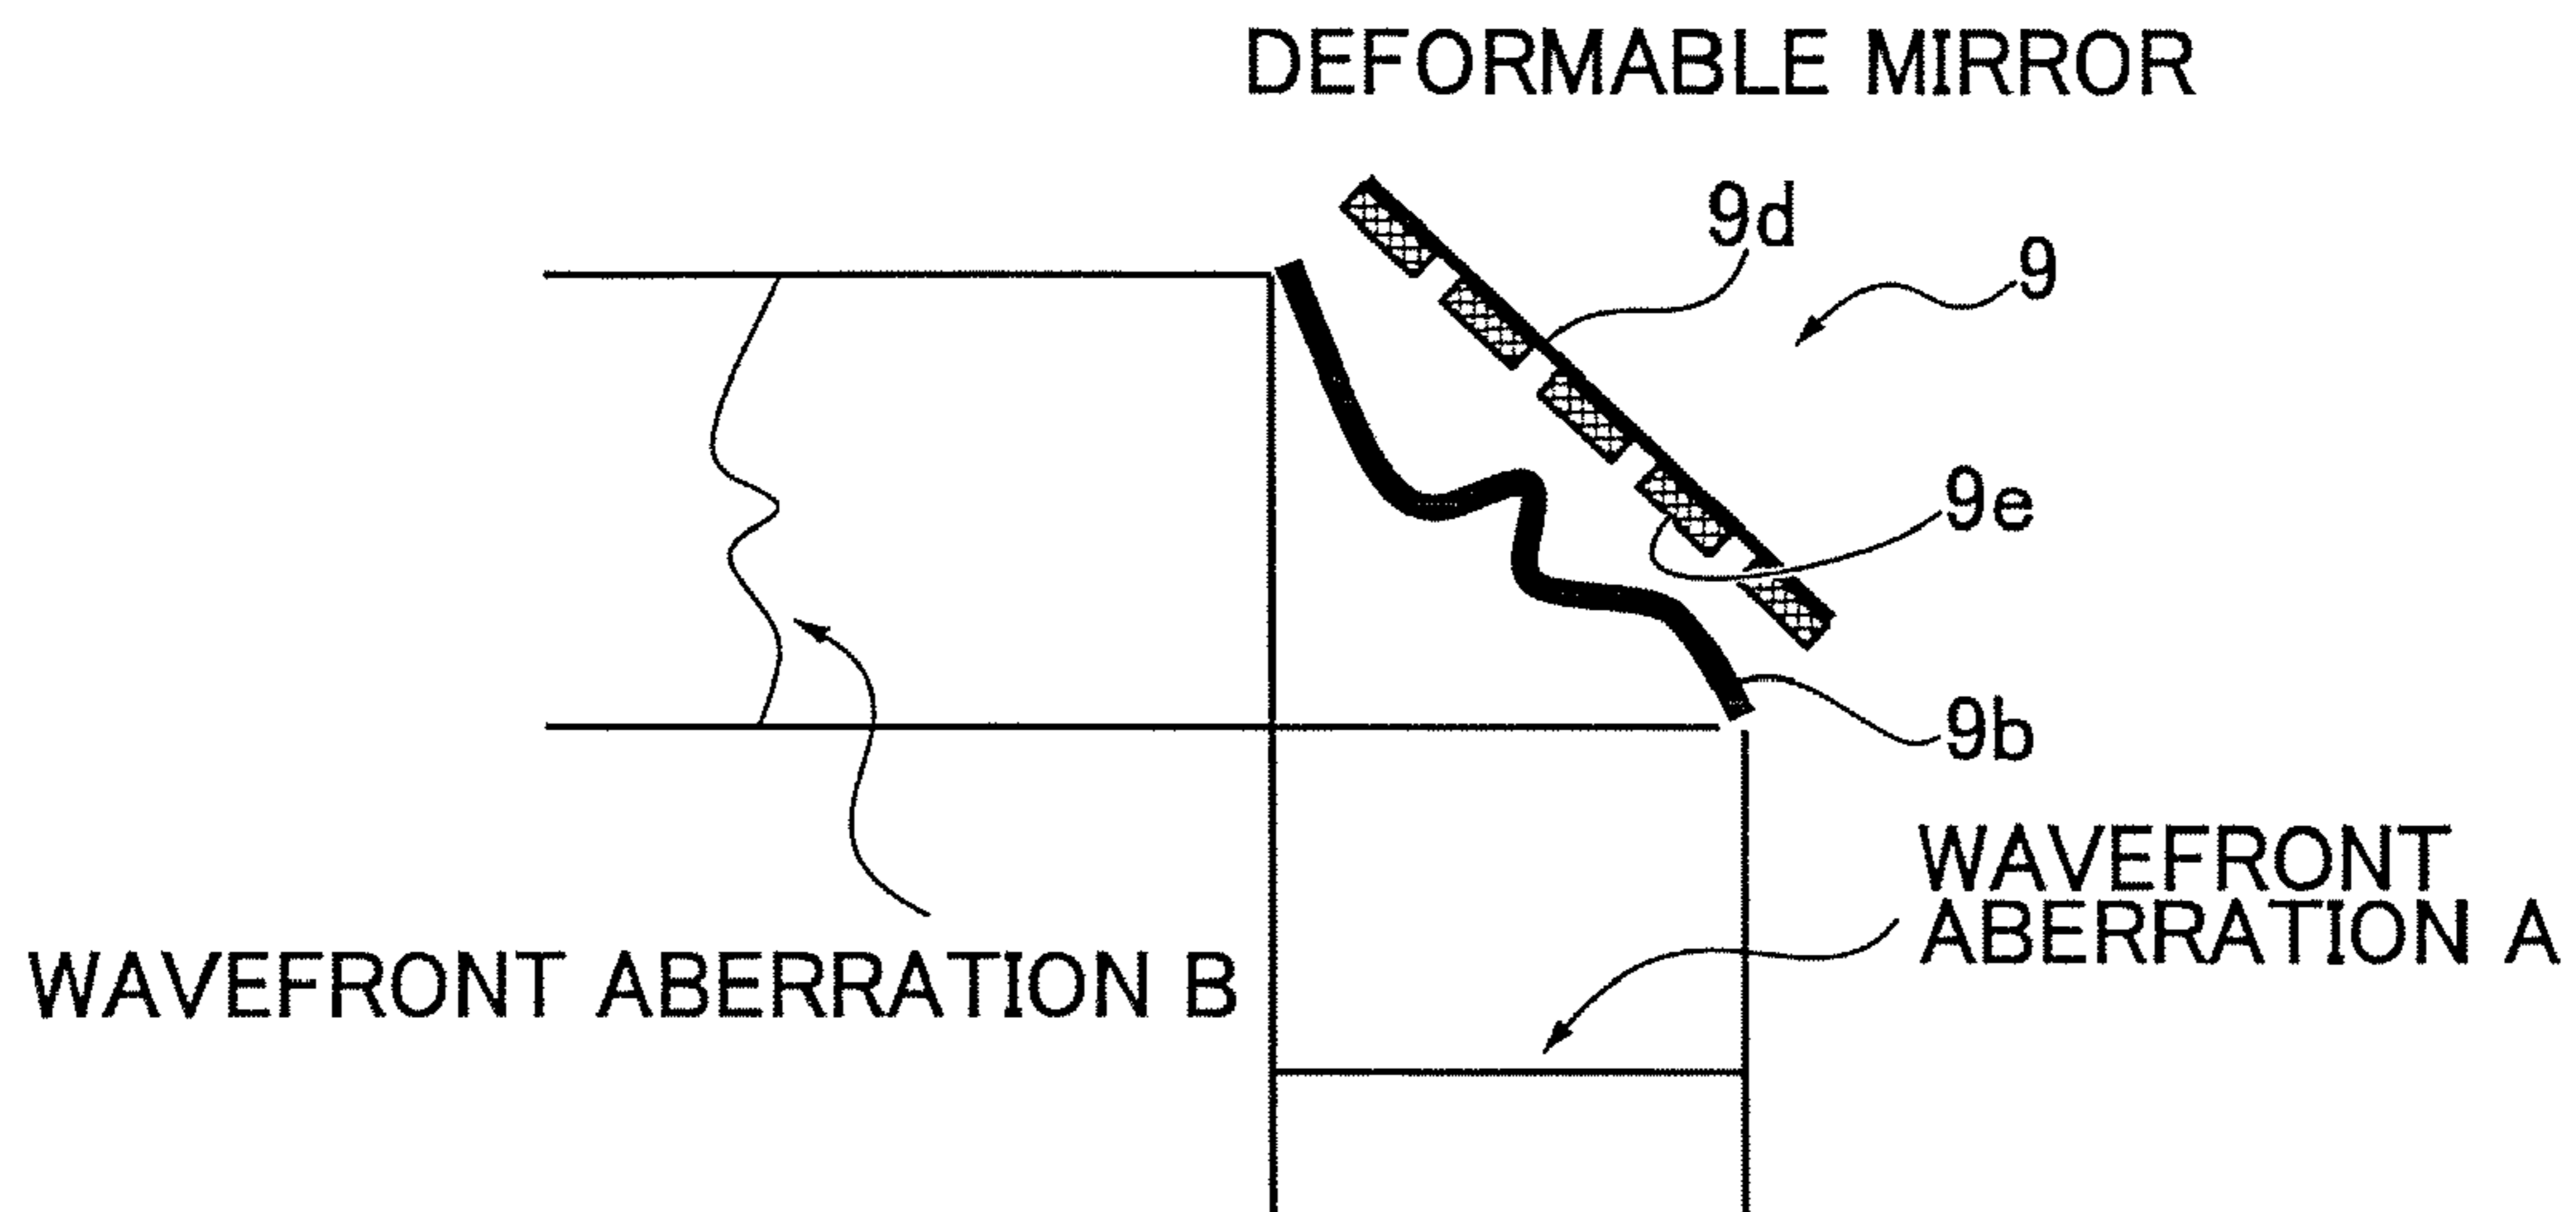 DEFORMABLE MIRROR
9d
9
9e
9b
WAVEFRONT
ABERRATION A
WAVEFRONT ABERRATION B